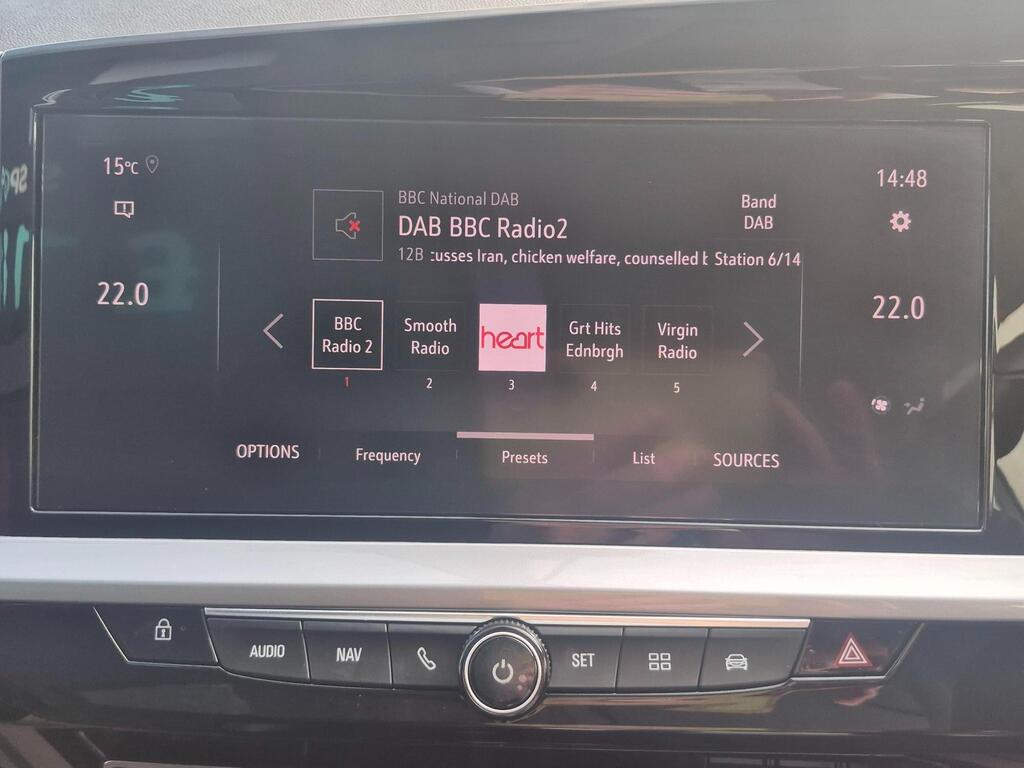 15°C
14:48
BBC National DAB
DAB BBC Radio2
12B :usses Iran, chicken welfare, counselled b Station 6/14
Band
DAB
22.0
22.0
BBC
Radio 2
1
Smooth
Radio
2
heart
3
Grt Hits
Ednbrgh
4
Virgin
Radio
5
OPTIONS
Frequency
Presets
List
SOURCES
AUDIO
NAV
SET